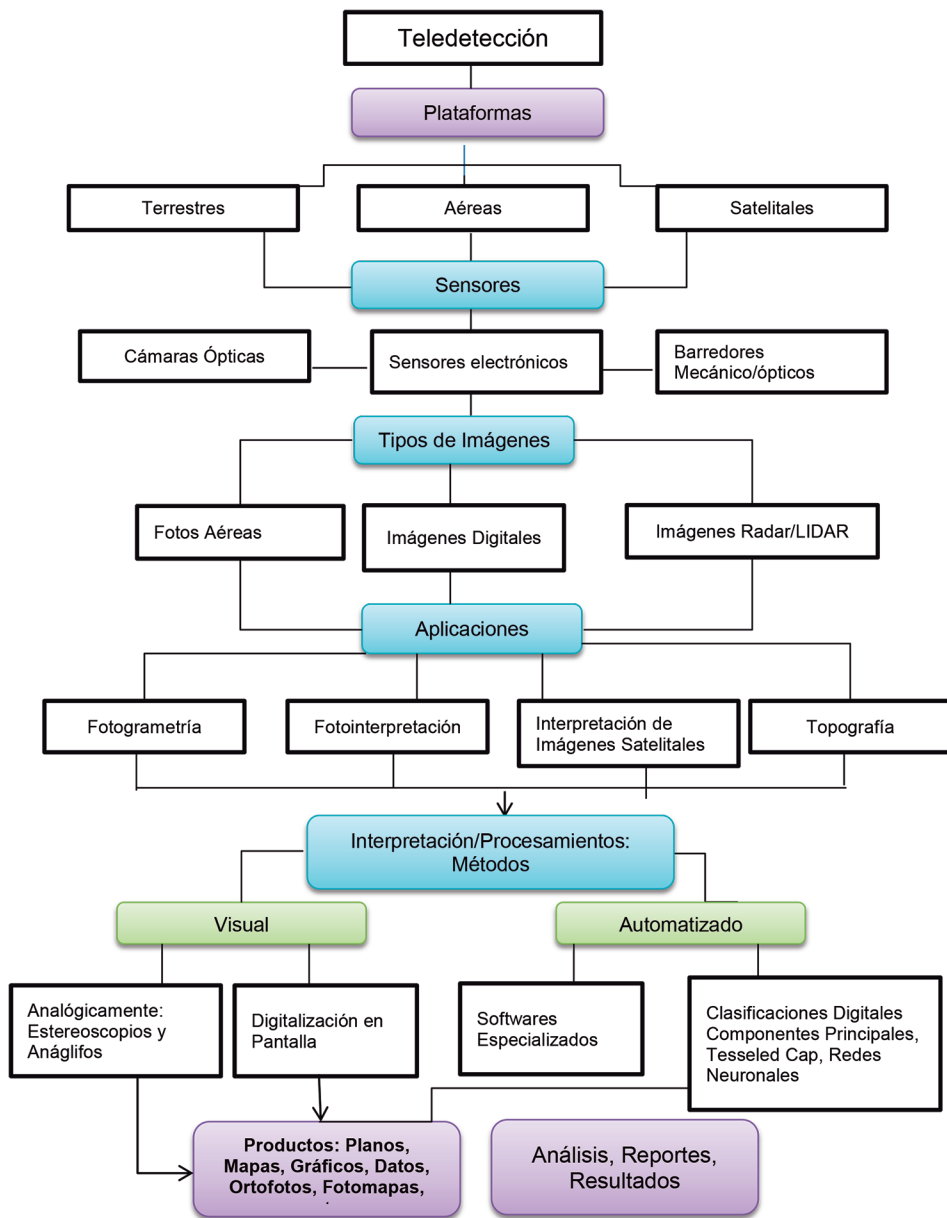 Teledetección
Plataformas
Terrestres
Aéreas
Satelitales
Sensores
Cámaras Ópticas
Sensores electrónicos
Barredores
Mecánico/ópticos
Tipos de Imágenes
Fotos Aéreas
Imágenes Digitales
Imágenes Radar/LIDAR
Aplicaciones
Fotogrametría
Fotointerpretación
Interpretación de
Imágenes Satelitales
Topografía
Interpretación/Procesamientos:
Métodos
Visual
Automatizado
Analógicamente:
Estereoscopios y
Anáglifos
Digitalización en
Pantalla
Softwares
Especializados
Clasificaciones Digitales
Componentes Principales,
Tesseled Cap, Redes
Neuronales
Productos: Planos,
Mapas, Gráficos, Datos,
Ortofotos, Fotomapas,
Análisis, Reportes,
Resultados